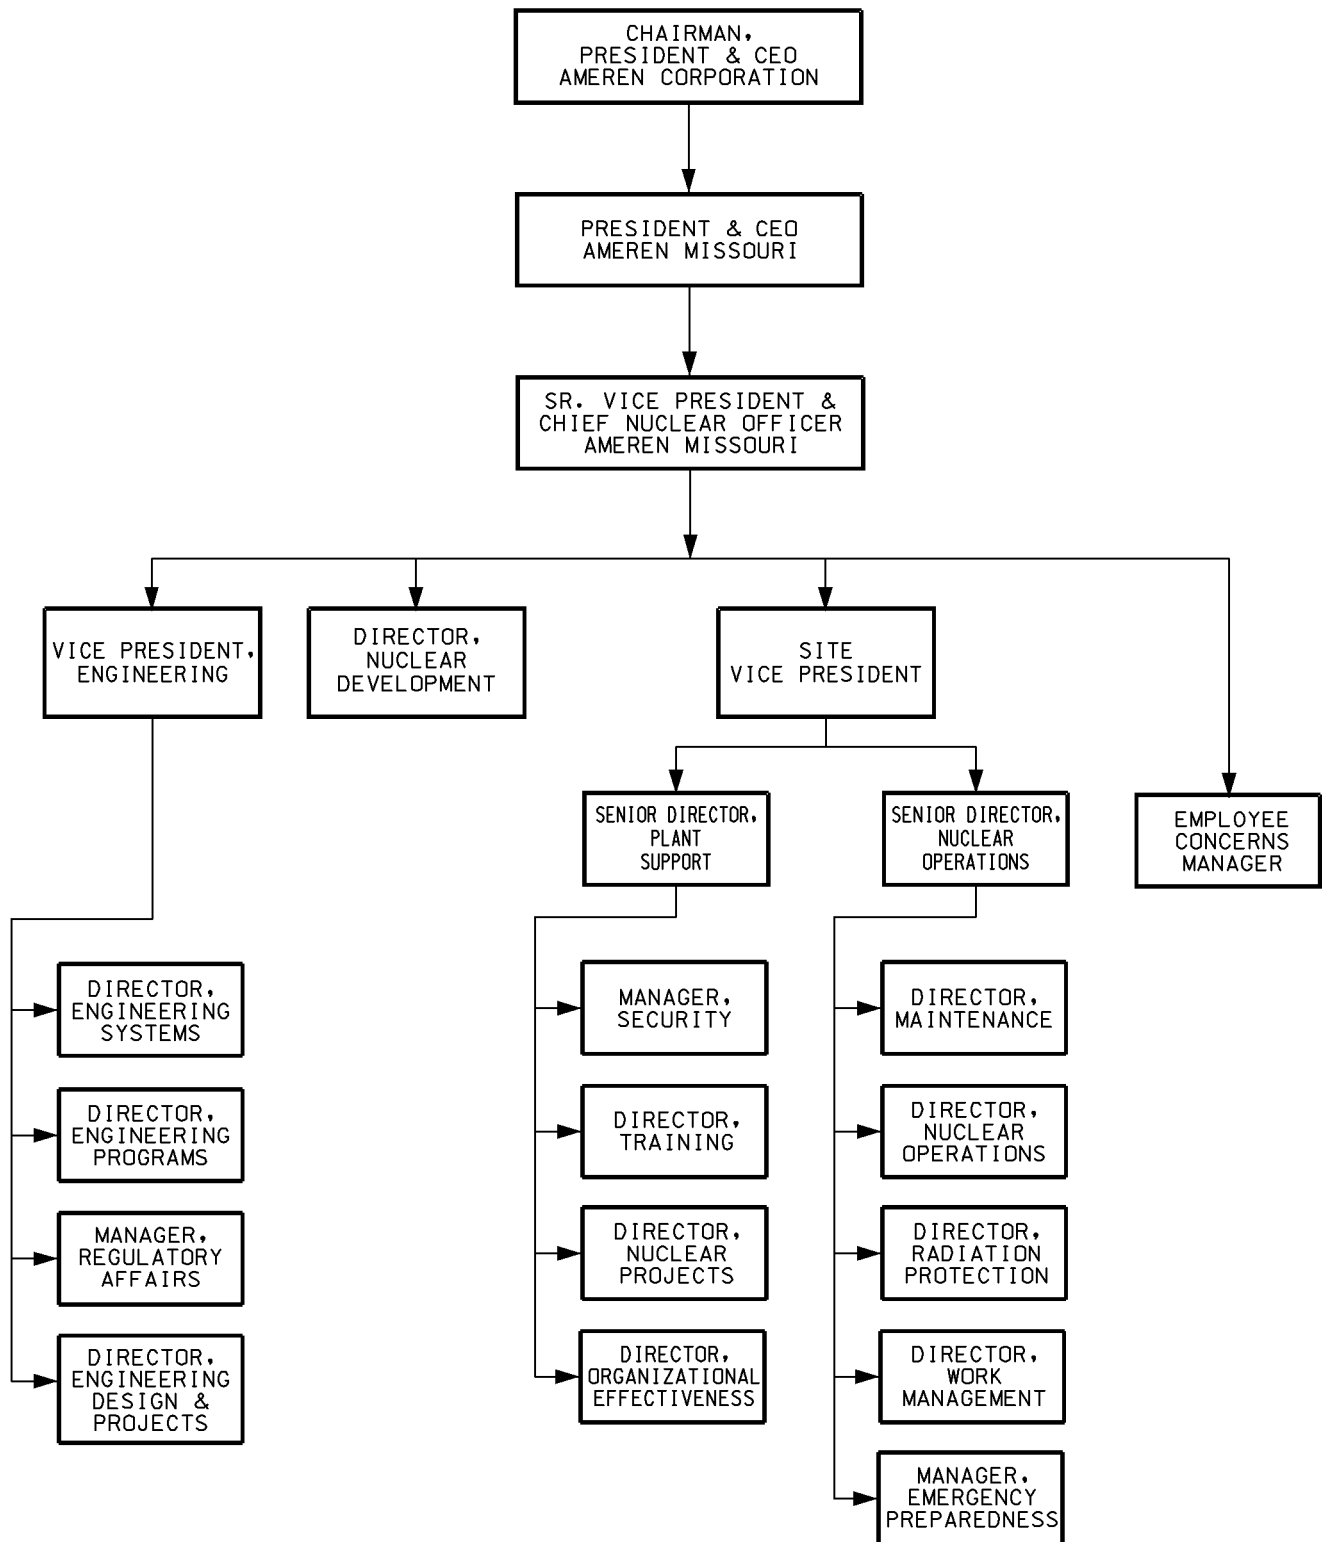 CHAIRMAN,
PRESIDENT & CEO
AMEREN CORPORATION
PRESIDENT & CEO
AMEREN MISSOURI
SR. VICE PRESIDENT &
CHIEF NUCLEAR OFFICER
AMEREN MISSOURI
VICE PRESIDENT,
ENGINEERING
DIRECTOR,
NUCLEAR
DEVELOPMENT
SITE
VICE PRESIDENT
SENIOR DIRECTOR,
PLANT
SUPPORT
SENIOR DIRECTOR,
NUCLEAR
OPERATIONS
EMPLOYEE
CONCERNS
MANAGER
DIRECTOR,
ENGINEERING
SYSTEMS
DIRECTOR,
ENGINEERING
PROGRAMS
MANAGER,
REGULATORY
AFFAIRS
DIRECTOR,
ENGINEERING
DESIGN &
PROJECTS
MANAGER,
SECURITY
DIRECTOR,
TRAINING
DIRECTOR,
NUCLEAR
PROJECTS
DIRECTOR,
ORGANIZATIONAL
EFFECTIVENESS
DIRECTOR,
MAINTENANCE
DIRECTOR,
NUCLEAR
OPERATIONS
DIRECTOR,
RADIATION
PROTECTION
DIRECTOR,
WORK
MANAGEMENT
MANAGER,
EMERGENCY
PREPAREDNESS